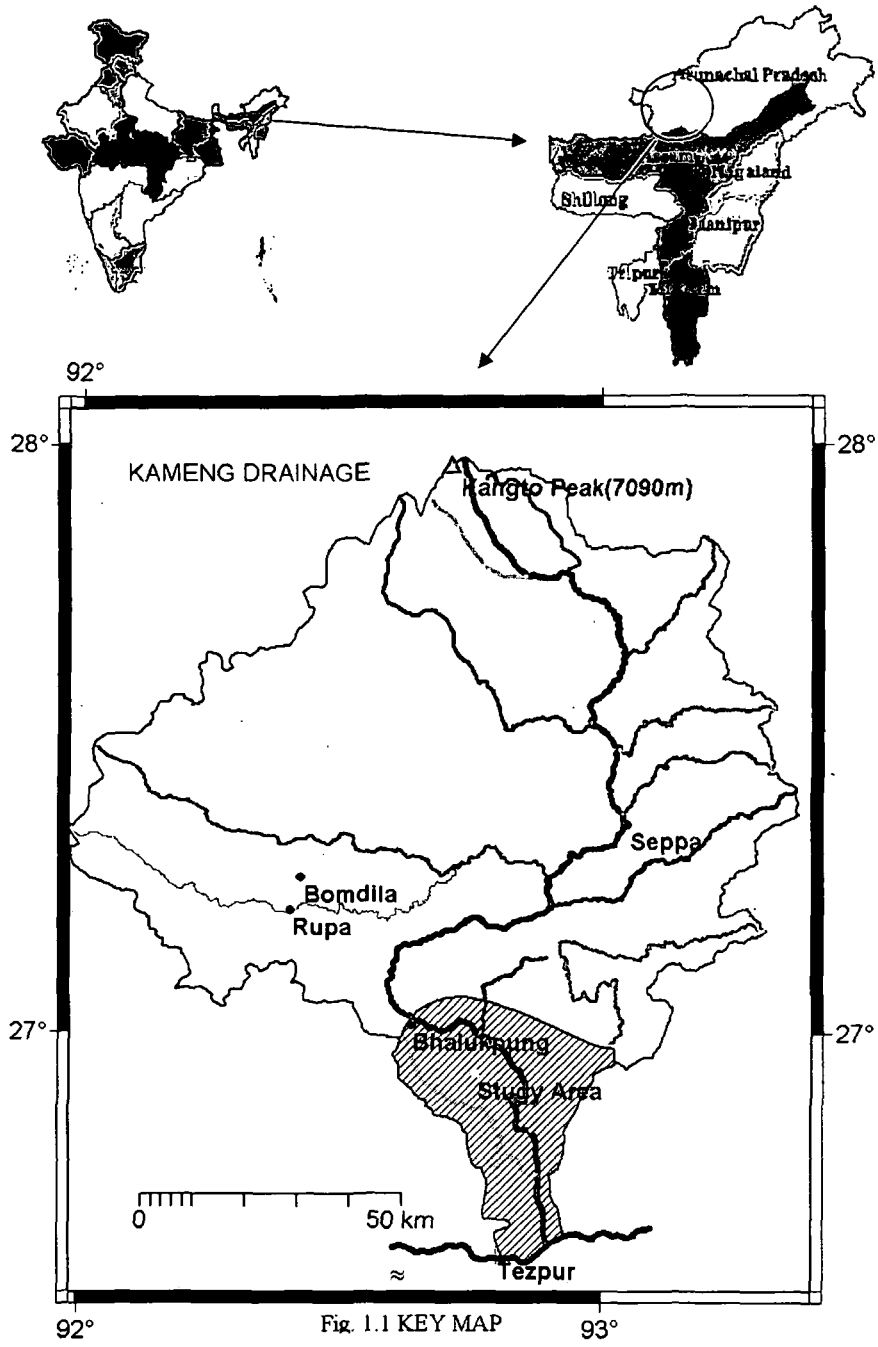 Arunachal Pradesh
Assam
Nagaland
Shillong
Manipur
92°
28°
28°
KAMENG DRAINAGE
Kangto Peak(7090m)
Seppa
Bomdila
Rupa
27°
27°
Bhalukpung
Study Area
0
50 km
Tezpur
≈
92°
93°
Fig. 1.1 KEY MAP